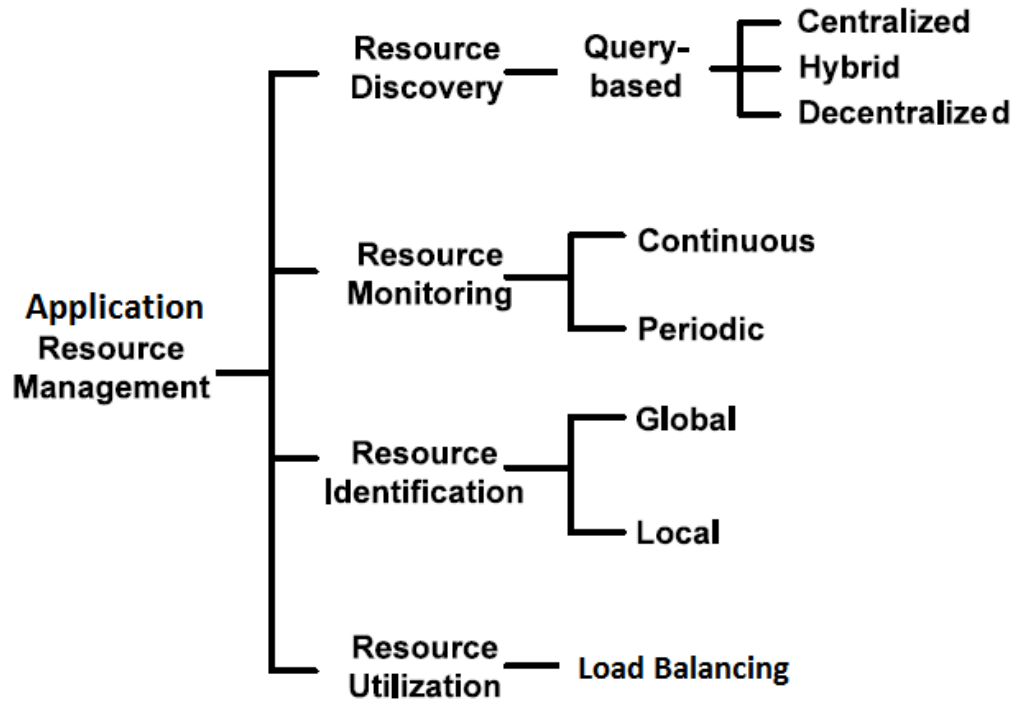 Application
Resource
Management
Resource
Discovery
Query-
based
Centralized
Hybrid
Decentralized
Resource
Monitoring
Continuous
Periodic
Resource
Identification
Global
Local
Resource
Utilization
Load Balancing